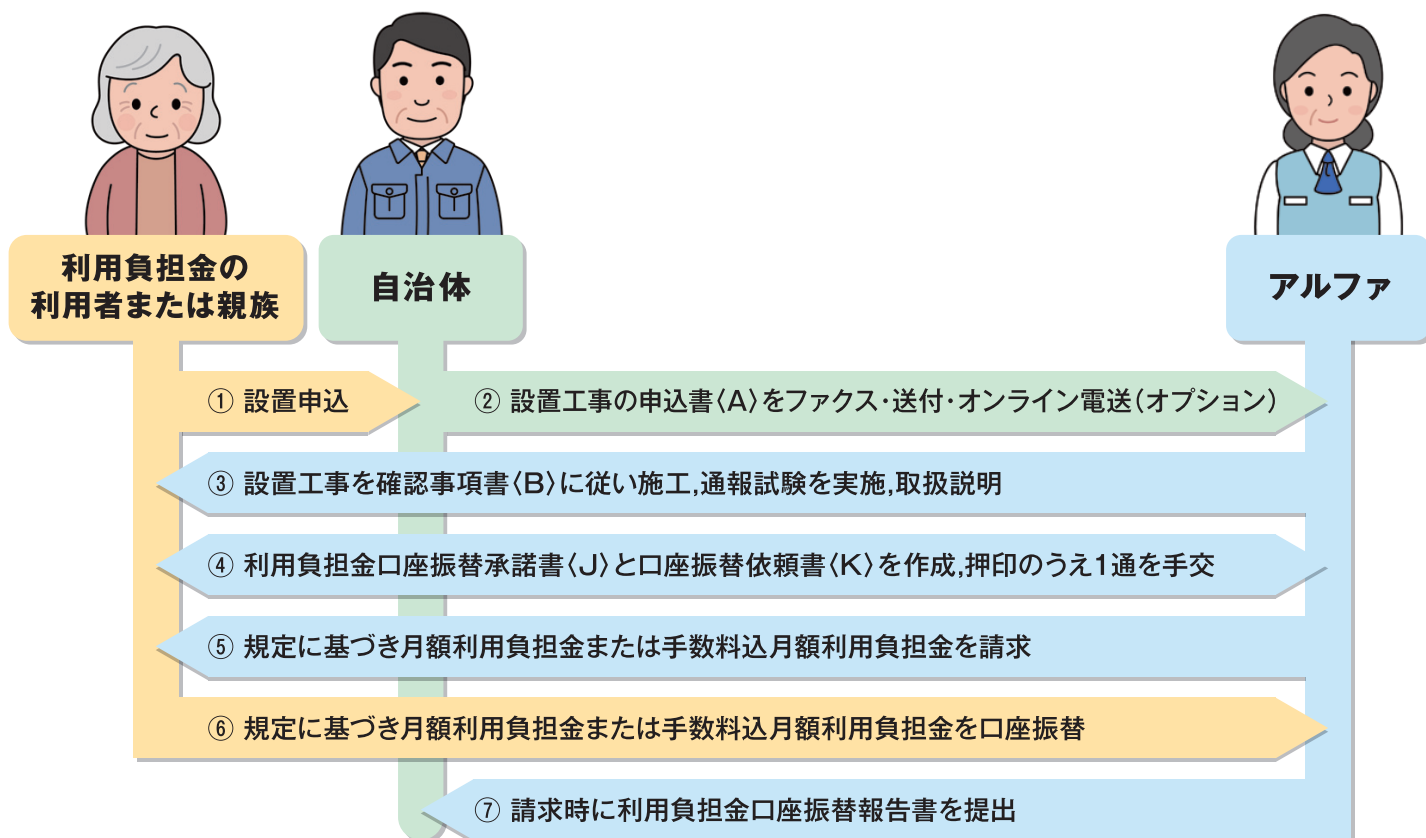 利用負担金の
利用者または親族
自治体
アルファ
① 設置申込
② 設置工事の申込書〈A〉をファクス・送付・オンライン電送(オプション)
③ 設置工事を確認事項書〈B〉に従い施工,通報試験を実施,取扱説明
④ 利用負担金口座振替承諾書〈J〉と口座振替依頼書〈K〉を作成,押印のうえ1通を手交
⑤ 規定に基づき月額利用負担金または手数料込月額利用負担金を請求
⑥ 規定に基づき月額利用負担金または手数料込月額利用負担金を口座振替
⑦ 請求時に利用負担金口座振替報告書を提出